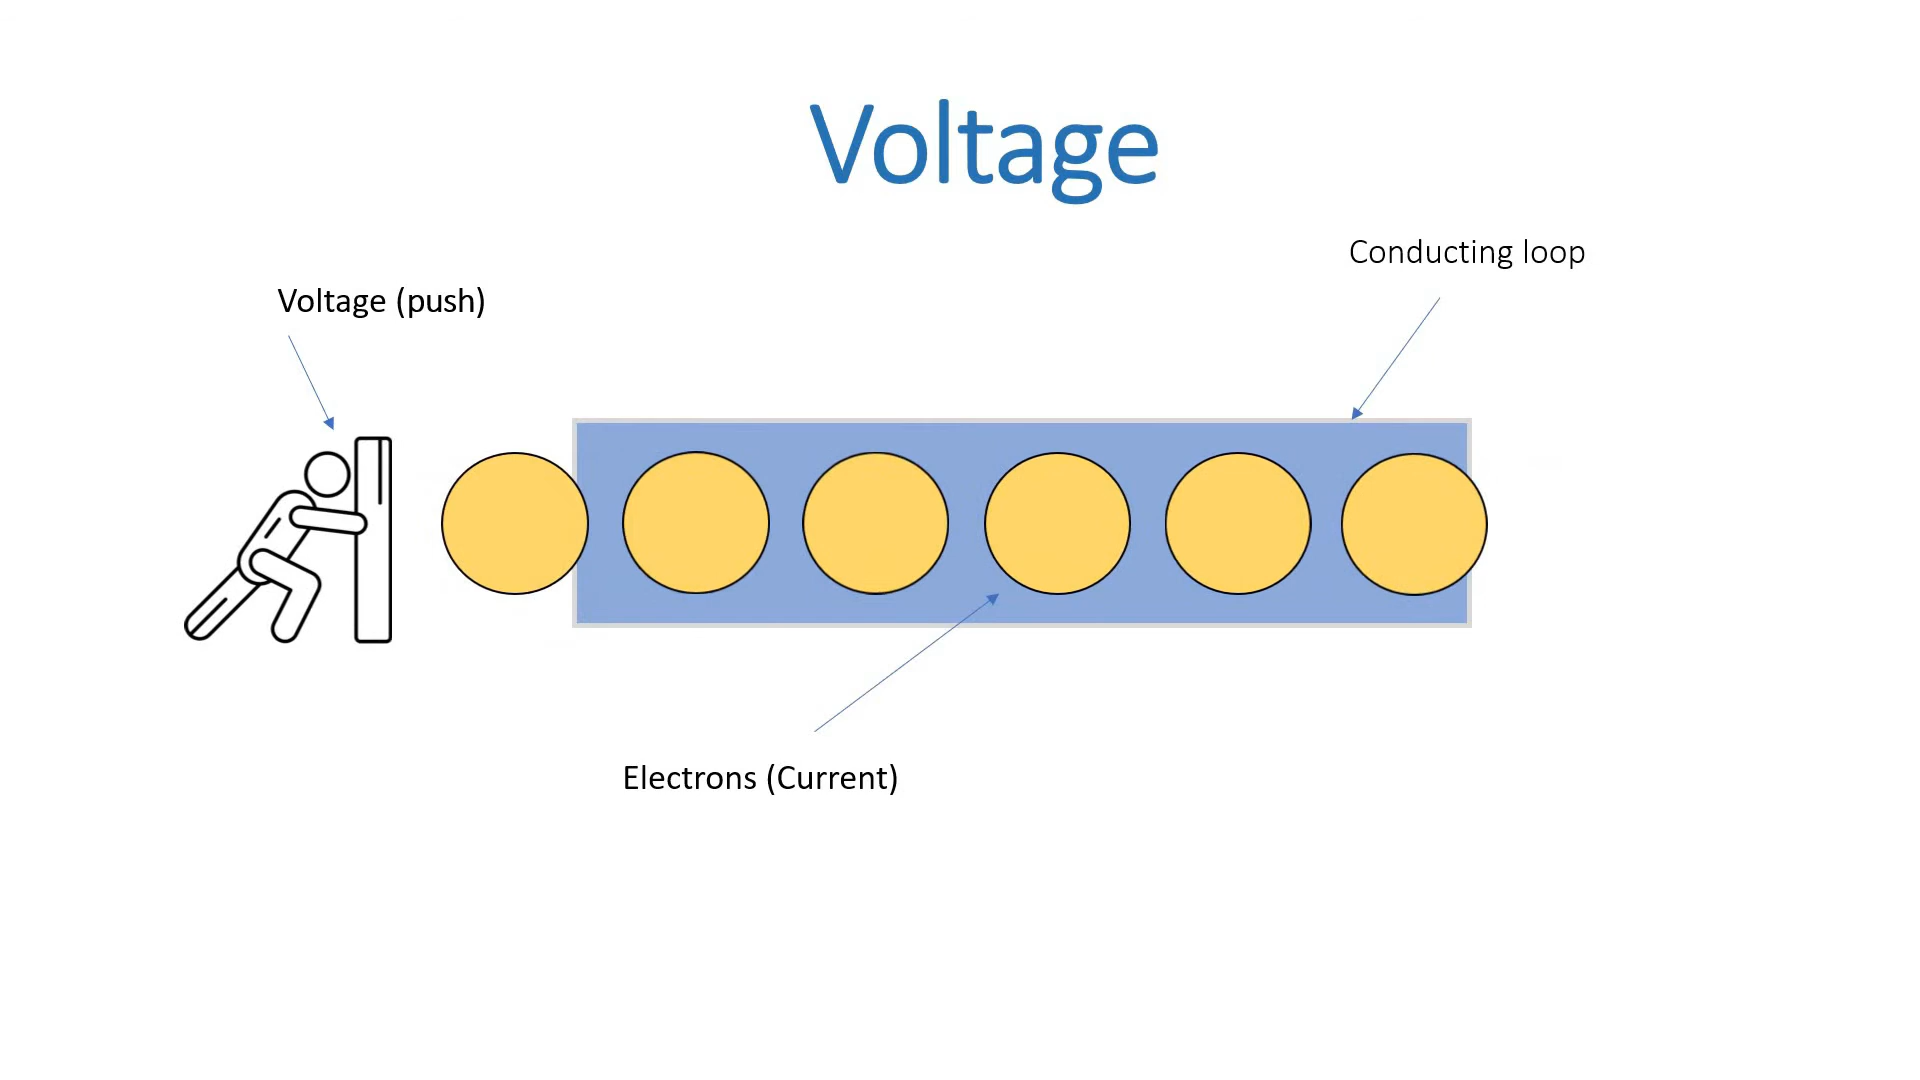 Voltage
Conducting loop
Voltage (push)
Electrons (Current)